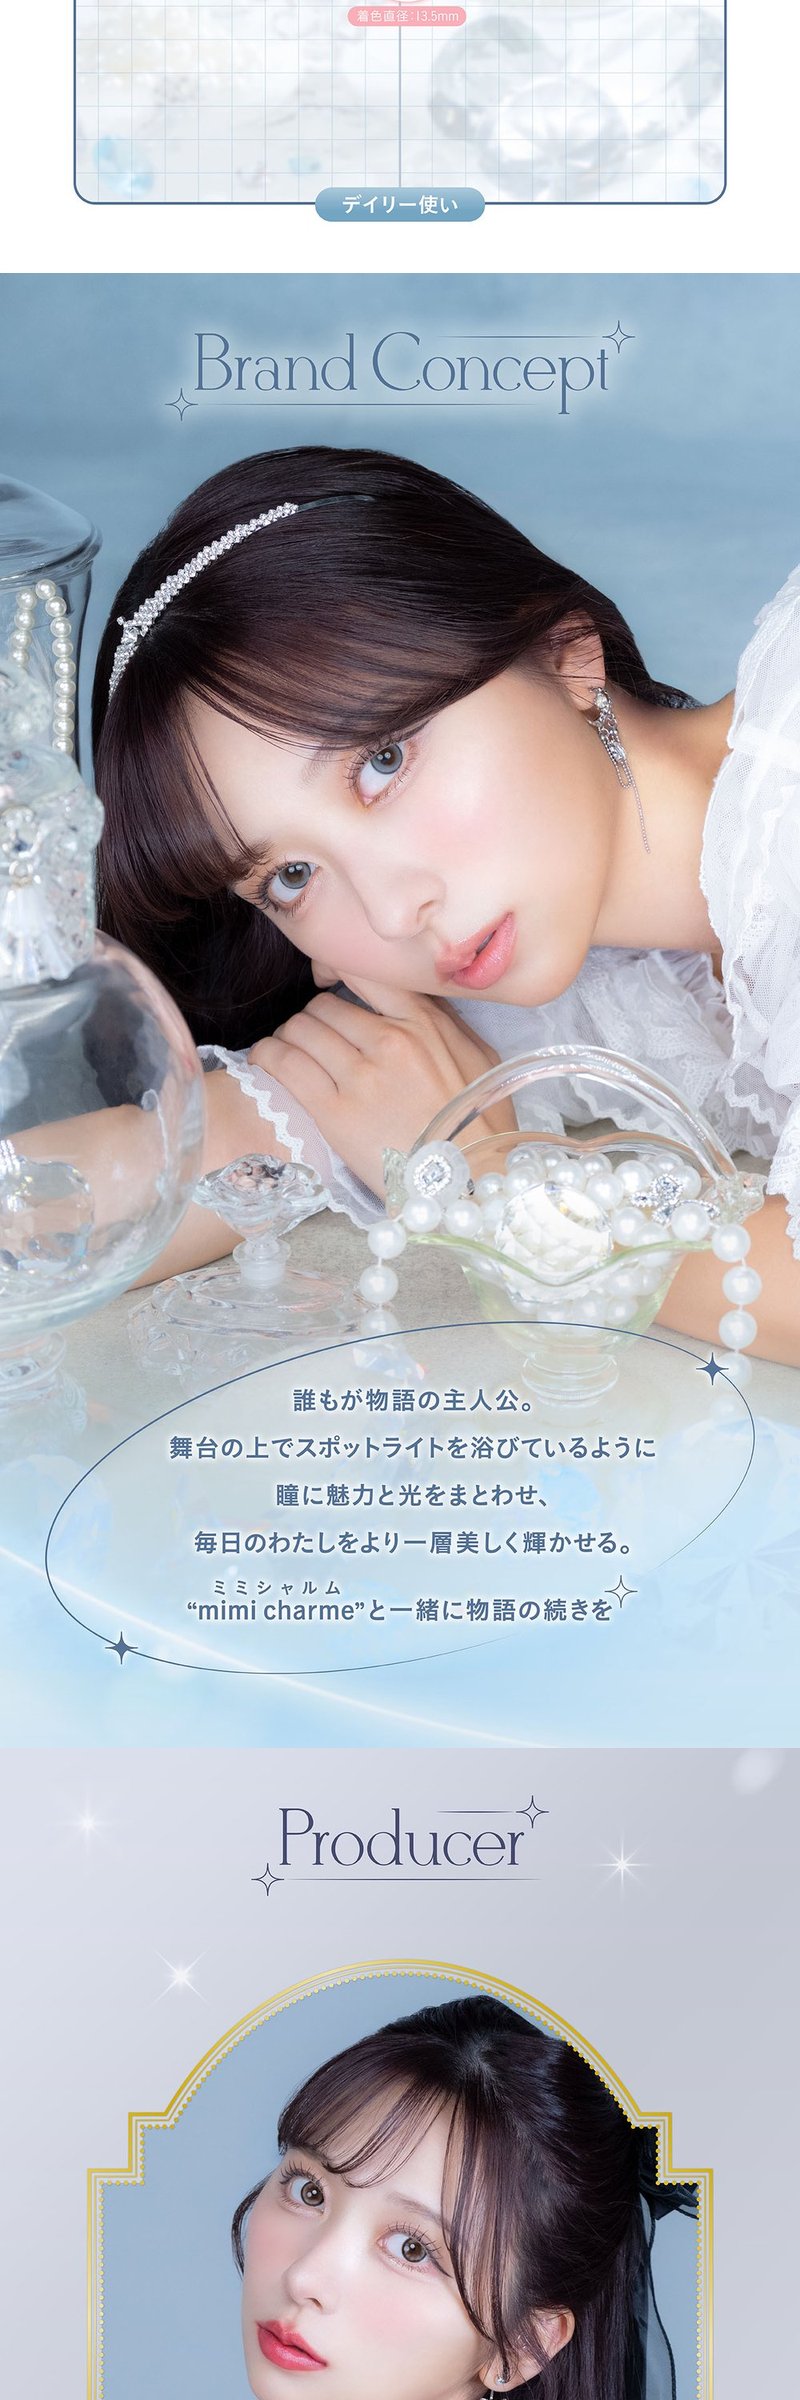 着色直径:13.5mm
デイリー使い
Brand Concept
誰もが物語の主人公。
舞台の上でスポットライトを浴びているように
瞳に魅力と光をまとわせ、
毎日のわたしをより一層美しく輝かせる。
ミミシャルム
“mimi charme”と一緒に物語の続きを
Producer